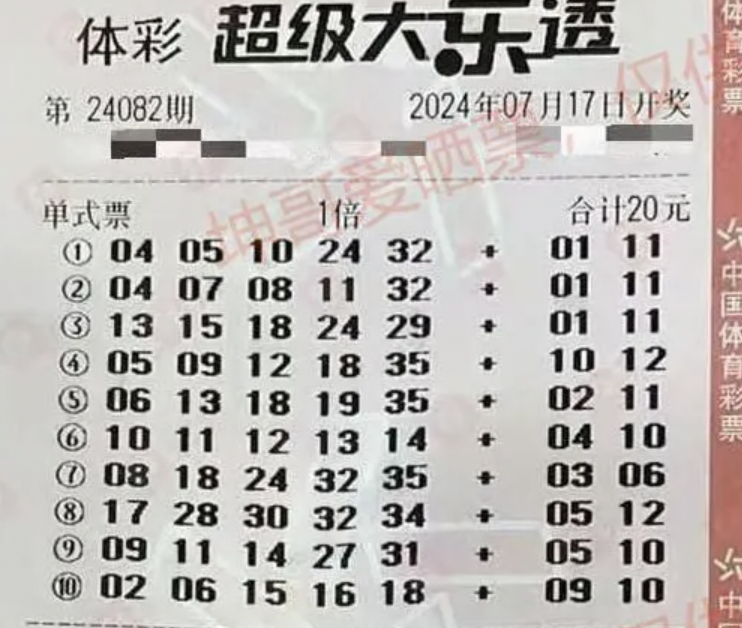 体彩 超级大乐透
第 24082期 2024年07月17日开奖
单式票 1倍 合计20元
① 04 05 10 24 32 + 01 11
② 04 07 08 11 32 + 01 11
③ 13 15 18 24 29 + 01 11
④ 05 09 12 18 35 + 10 12
⑤ 06 13 18 19 35 + 02 11
⑥ 10 11 12 13 14 + 04 10
⑦ 08 18 24 32 35 + 03 06
⑧ 17 28 30 32 34 + 05 12
⑨ 09 11 14 27 31 + 05 10
⑩ 02 06 15 16 18 + 09 10
坤哥爱晒票,仅供
体育彩票
中国体育彩票
中国